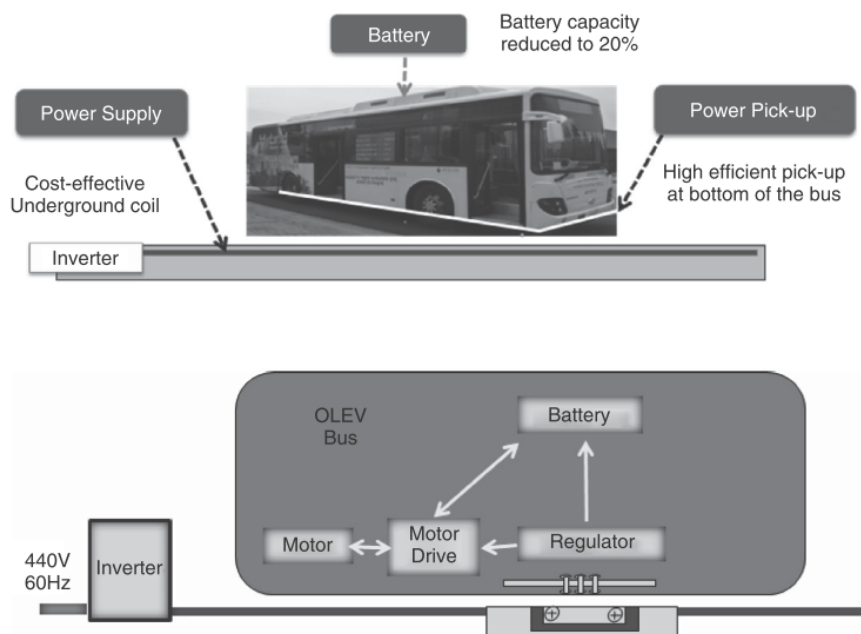 Battery
Battery capacity
reduced to 20%
Power Supply
Power Pick-up
Cost-effective
Underground coil
High efficient pick-up
at bottom of the bus
Inverter
OLEV
Bus
Battery
Motor
Motor
Drive
Regulator
440V
60Hz
Inverter